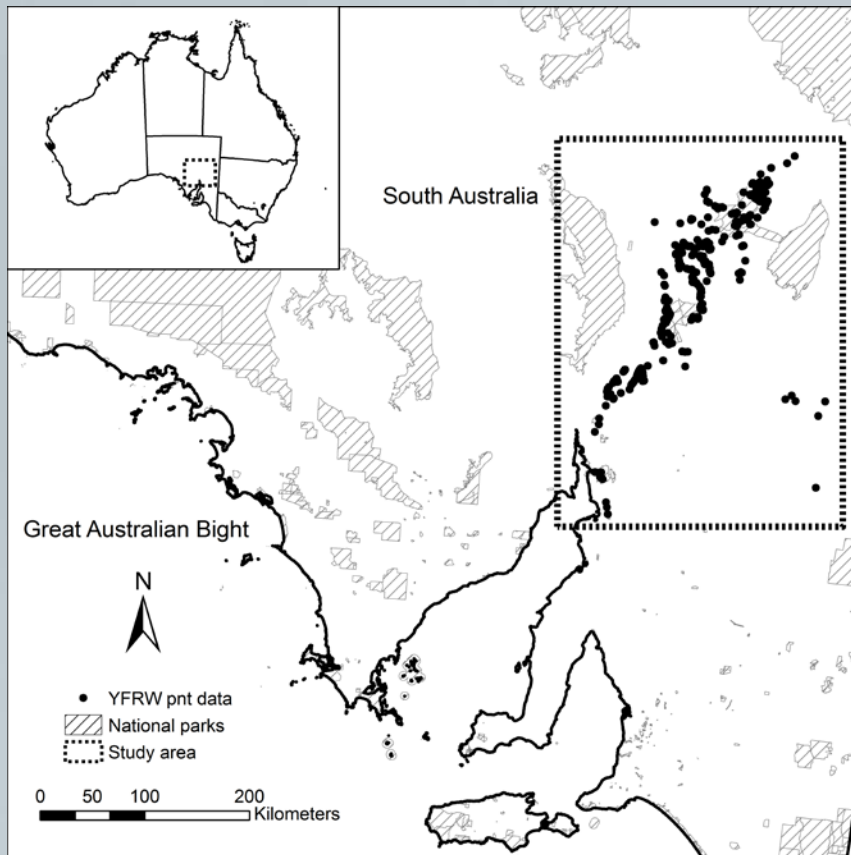 South Australia
Great Australian Bight
N
YFRW pnt data
National parks
Study area
0 50 100 200
Kilometers